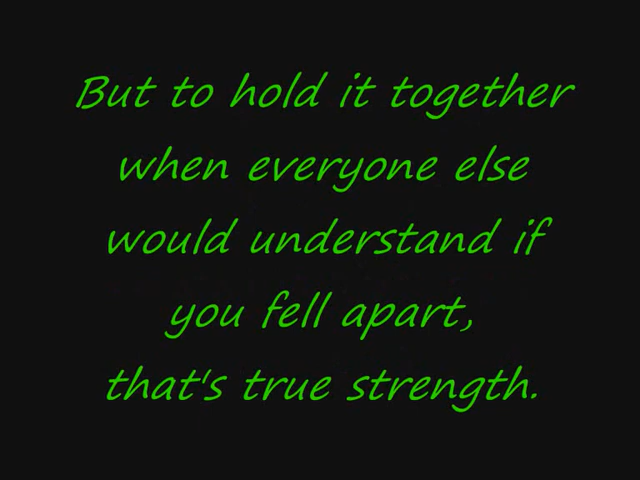 But to hold it together
when everyone else
would understand if
you fell apart,
that's true strength.